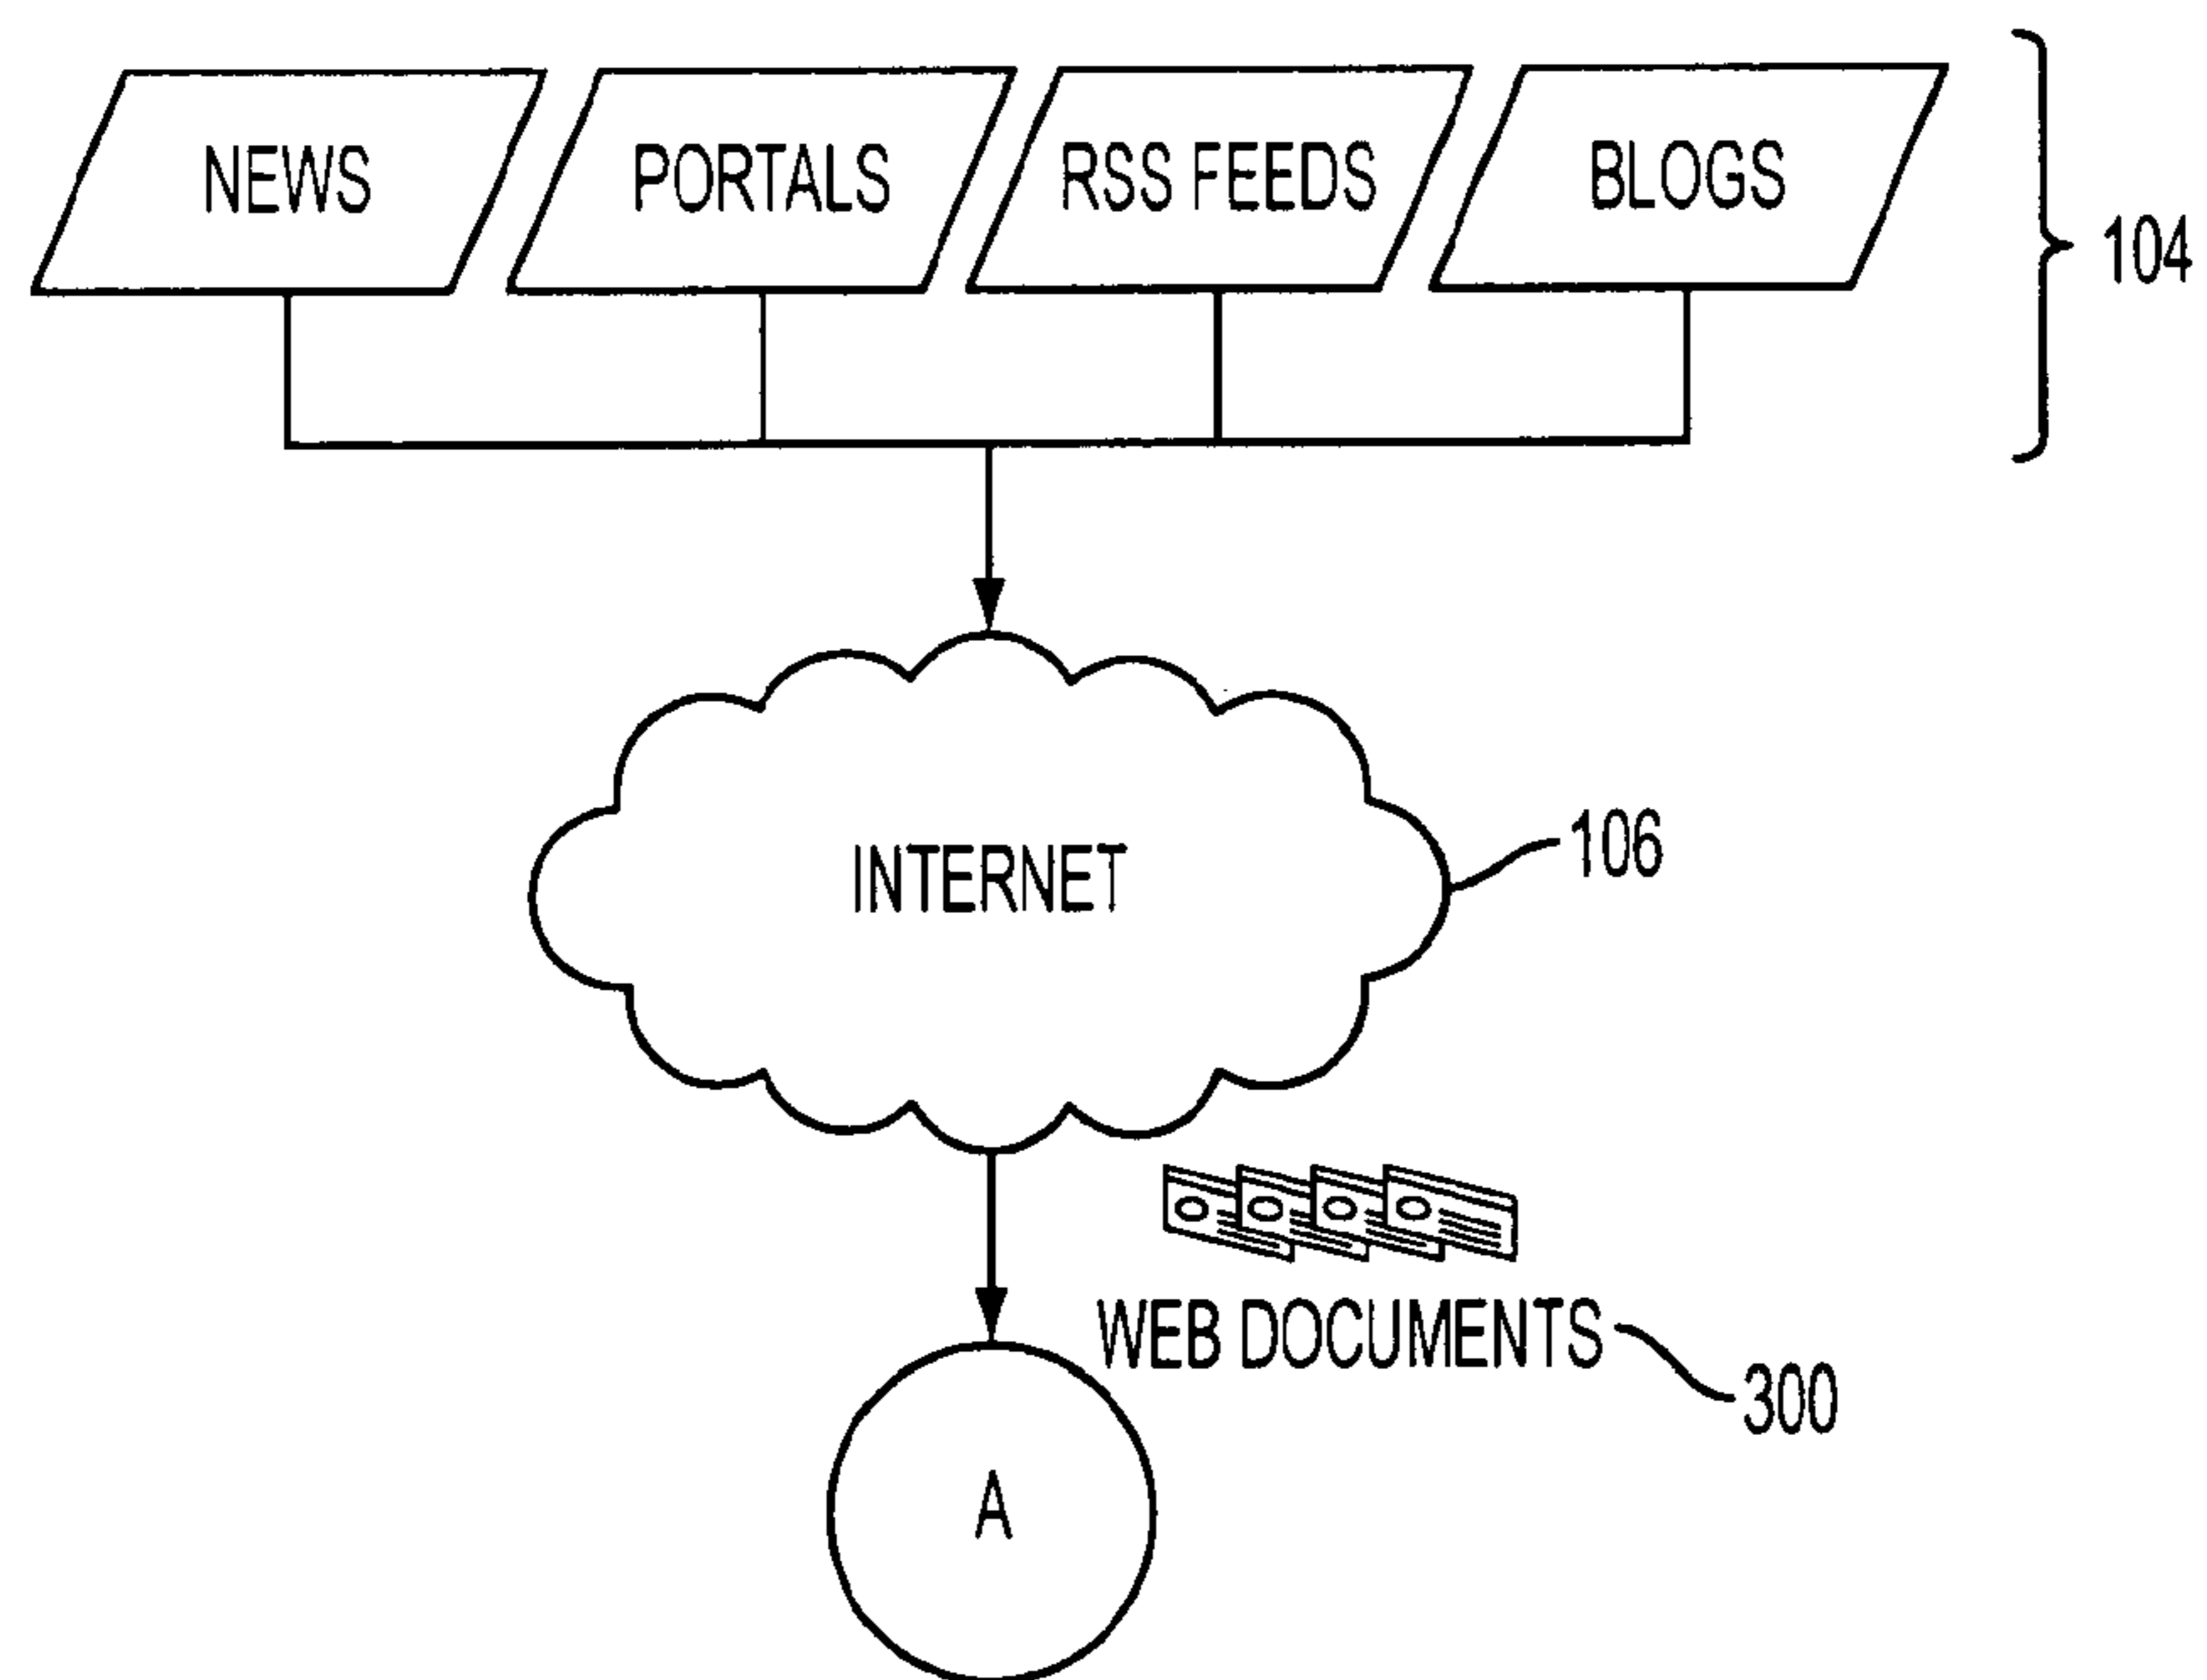 NEWS
PORTALS
RSS FEEDS
BLOGS
104
INTERNET
106
WEB DOCUMENTS
300
A